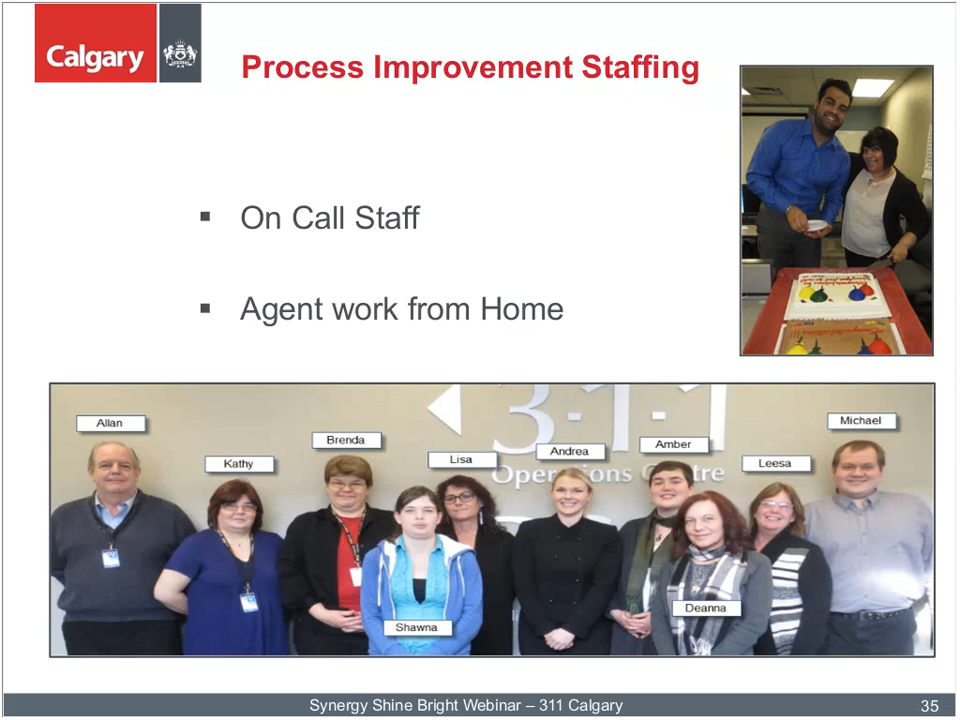 Calgary
Process Improvement Staffing
▪ On Call Staff
▪ Agent work from Home
Allan
Kathy
Brenda
Lisa
Andrea
Amber
Leesa
Michael
3·1·1
Operations Centre
Shawna
Deanna
Synergy Shine Bright Webinar – 311 Calgary
35